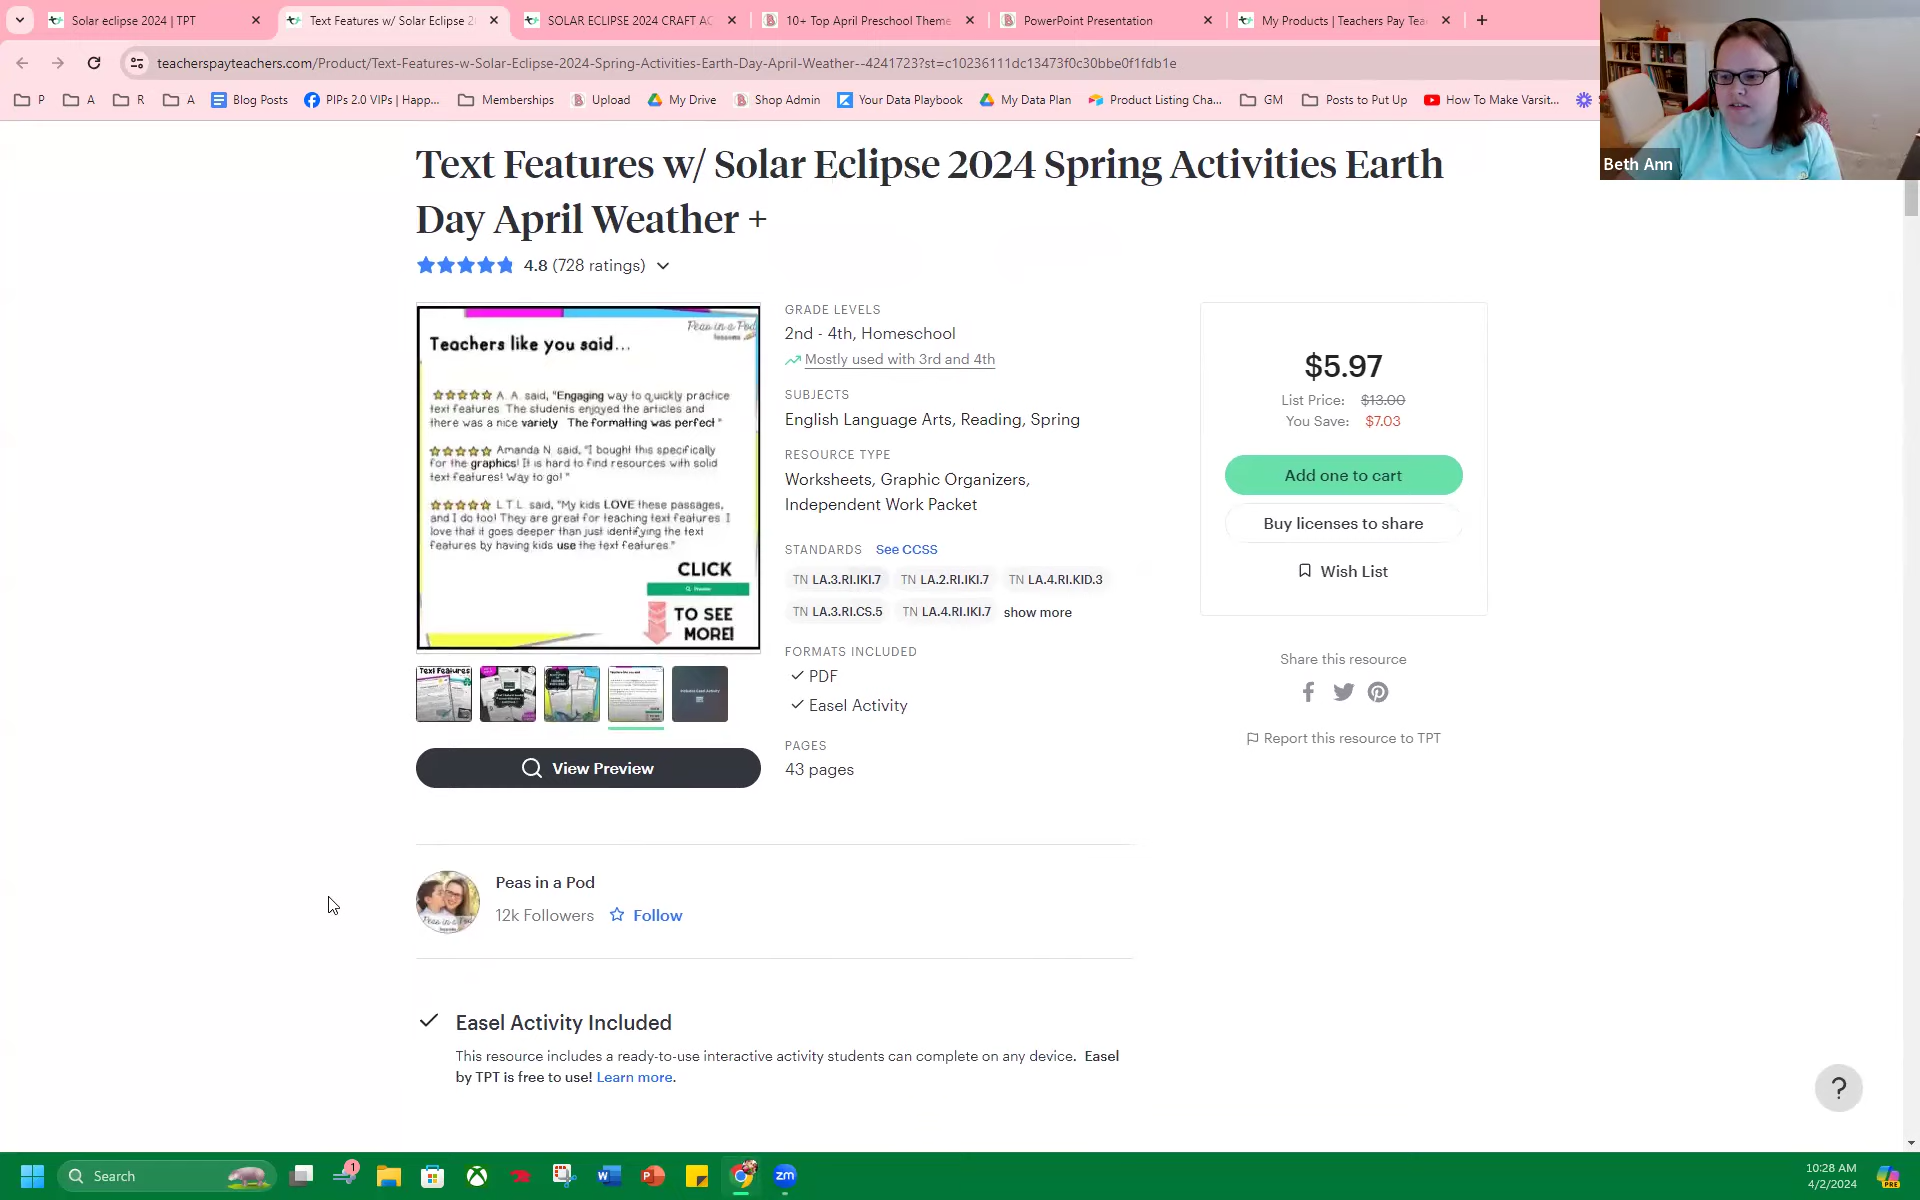 Solar eclipse 2024 | TPT
Text Features w/ Solar Eclipse 2
SOLAR ECLIPSE 2024 CRAFT AC
10+ Top April Preschool Theme
PowerPoint Presentation
My Products | Teachers Pay Tea
teacherspayteachers.com/Product/Text-Features-w-Solar-Eclipse-2024-Spring-Activities-Earth-Day-April-Weather--4241723?st=c10236111dc13473f0c30bbe0f1fdb1e
P
A
R
A
Blog Posts
PIPs 2.0 VIPs | Happ...
Memberships
Upload
My Drive
Shop Admin
Your Data Playbook
My Data Plan
Product Listing Cha...
GM
Posts to Put Up
How To Make Varsit...
Beth Ann
Text Features w/ Solar Eclipse 2024 Spring Activities Earth
Day April Weather +
4.8 (728 ratings)
Peas in a Pod
lessons
Teachers like you said...
A. A. said, "Engaging way to quickly practice
text features. The students enjoyed the articles and
there was a nice variety. The formatting was perfect."
Amanda N. said, "I bought this specifically
for the graphics! It is hard to find resources with solid
text features! Way to go!"
L.T.L. said, "My kids LOVE these passages,
and I do too! They are great for teaching text features. I
love that it goes deeper than just identifying the text
features by having kids use the text features."
CLICK
Preview
TO SEE
MORE!
Text Features
View Preview
GRADE LEVELS
2nd - 4th, Homeschool
Mostly used with 3rd and 4th
SUBJECTS
English Language Arts, Reading, Spring
RESOURCE TYPE
Worksheets, Graphic Organizers,
Independent Work Packet
STANDARDS See CCSS
TN LA.3.RI.IKI.7 TN LA.2.RI.IKI.7 TN LA.4.RI.KID.3
TN LA.3.RI.CS.5 TN LA.4.RI.IKI.7 show more
FORMATS INCLUDED
PDF
Easel Activity
PAGES
43 pages
$5.97
List Price: $13.00
You Save: $7.03
Add one to cart
Buy licenses to share
Wish List
Share this resource
Report this resource to TPT
Peas in a Pod
12k Followers Follow
Easel Activity Included
This resource includes a ready-to-use interactive activity students can complete on any device. Easel
by TPT is free to use! Learn more.
?
Search
1
zm
10:28 AM
4/2/2024
PRE